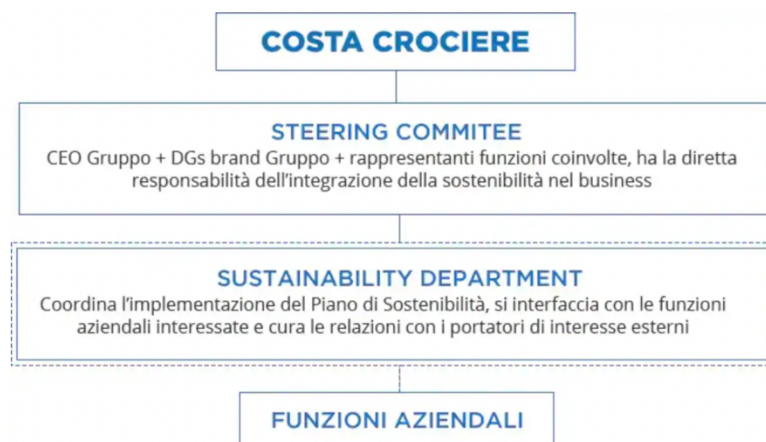 COSTA CROCIERE
STEERING COMMITEE
CEO Gruppo + DGs brand Gruppo + rappresentanti funzioni coinvolte, ha la diretta
responsabilità dell’integrazione della sostenibilità nel business
SUSTAINABILITY DEPARTMENT
Coordina l’implementazione del Piano di Sostenibilità, si interfaccia con le funzioni
aziendali interessate e cura le relazioni con i portatori di interesse esterni
FUNZIONI AZIENDALI